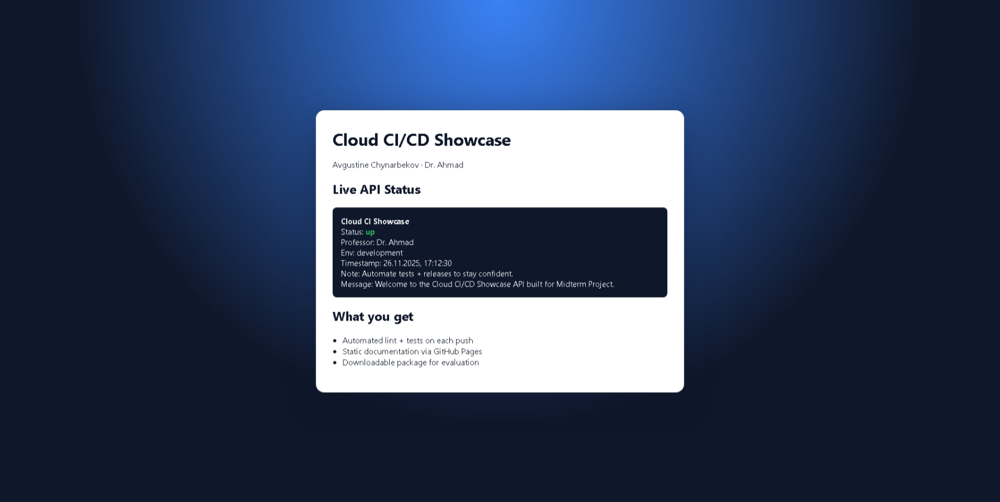 Cloud CI/CD Showcase
Avgustine Chynarbekov · Dr. Ahmad
Live API Status
Cloud CI Showcase
Status: up
Professor: Dr. Ahmad
Env: development
Timestamp: 26.11.2025, 17:12:30
Note: Automate tests + releases to stay confident.
Message: Welcome to the Cloud CI/CD Showcase API built for Midterm Project.
What you get
• Automated lint + tests on each push
• Static documentation via GitHub Pages
• Downloadable package for evaluation